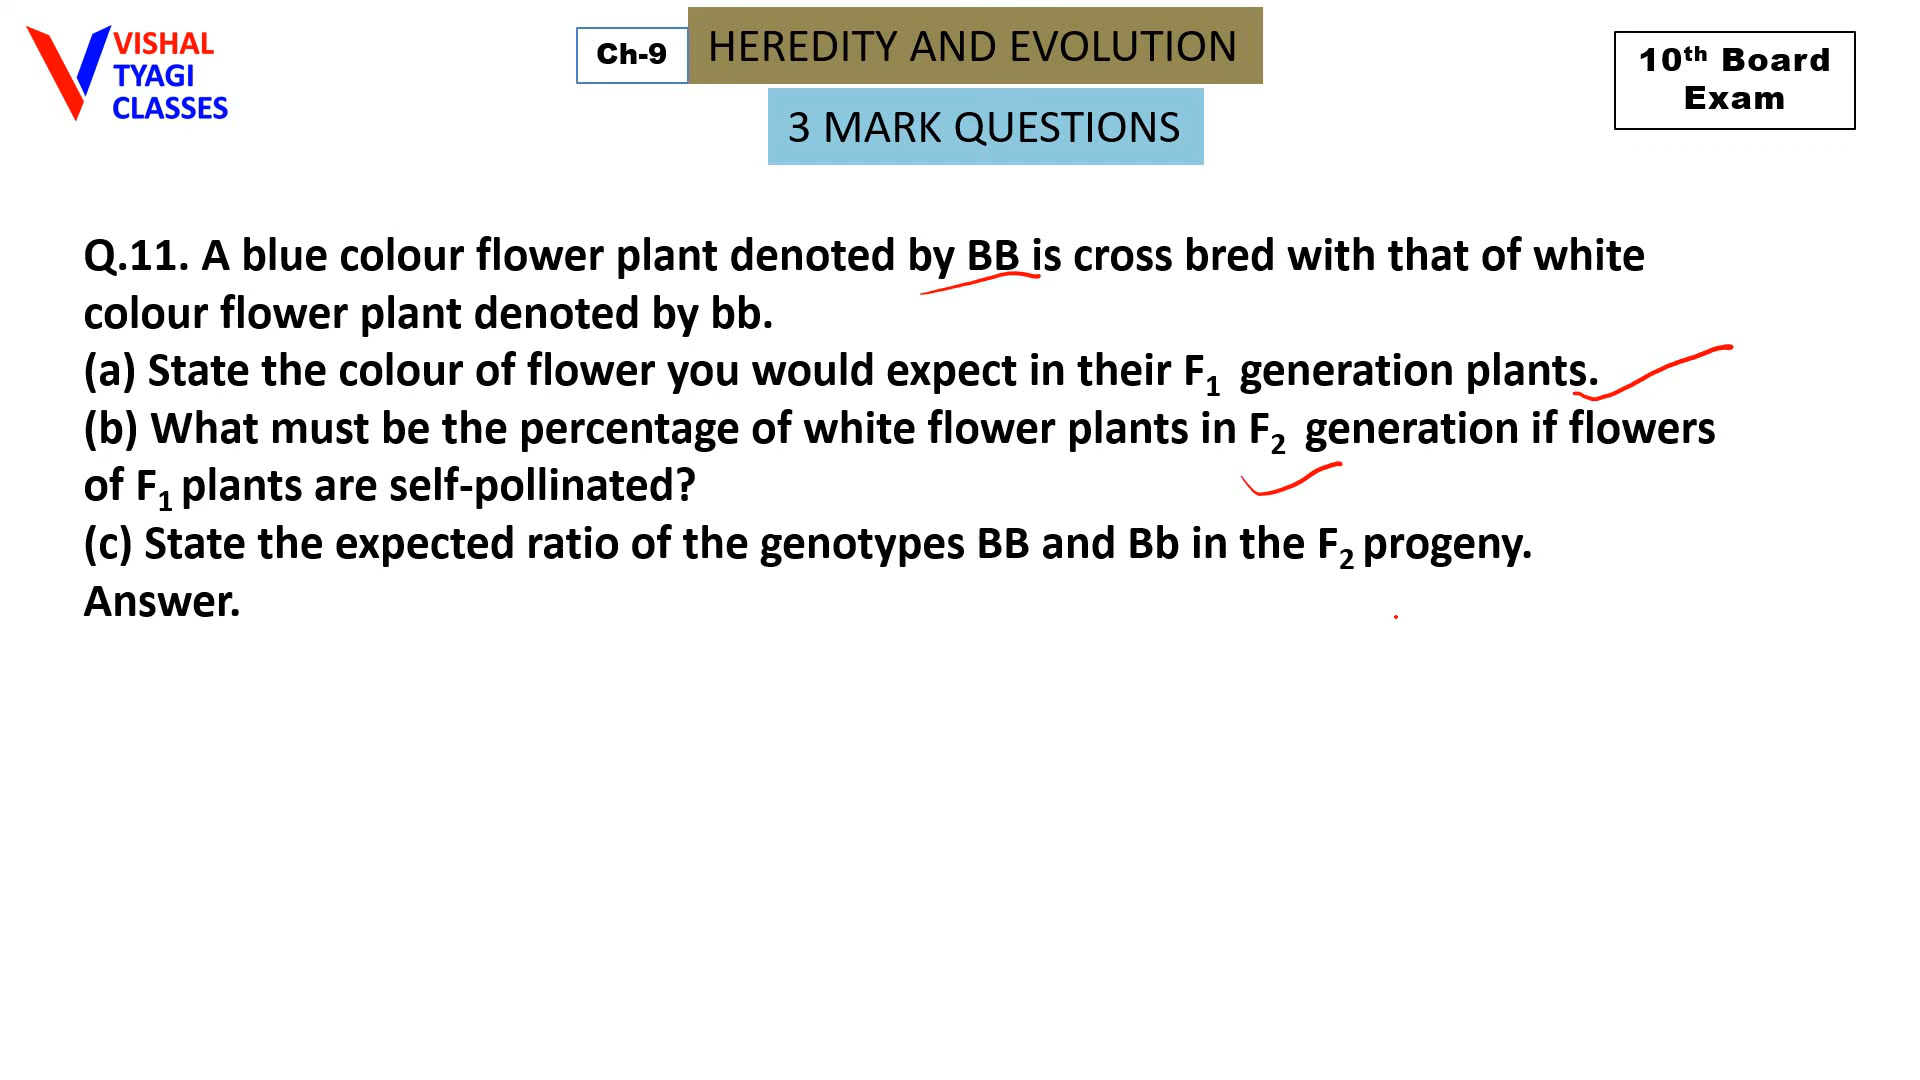 VISHAL
TYAGI
CLASSES
Ch-9
HEREDITY AND EVOLUTION
3 MARK QUESTIONS
10th Board
Exam
Q.11. A blue colour flower plant denoted by BB is cross bred with that of white
colour flower plant denoted by bb.
(a) State the colour of flower you would expect in their F1 generation plants.
(b) What must be the percentage of white flower plants in F2 generation if flowers
of F1 plants are self-pollinated?
(c) State the expected ratio of the genotypes BB and Bb in the F2 progeny.
Answer.